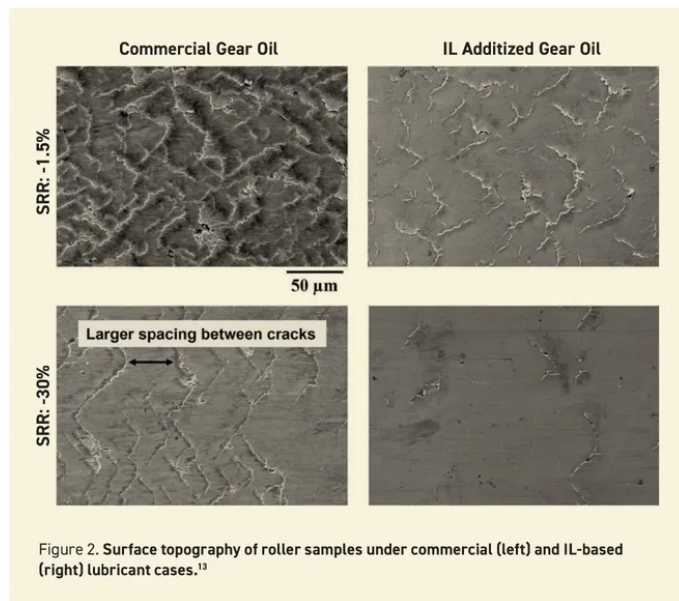 Commercial Gear Oil
IL Additized Gear Oil
SRR: -1.5%
50 µm
Larger spacing between cracks
SRR: -30%
Figure 2. Surface topography of roller samples under commercial (left) and IL-based
(right) lubricant cases.¹³